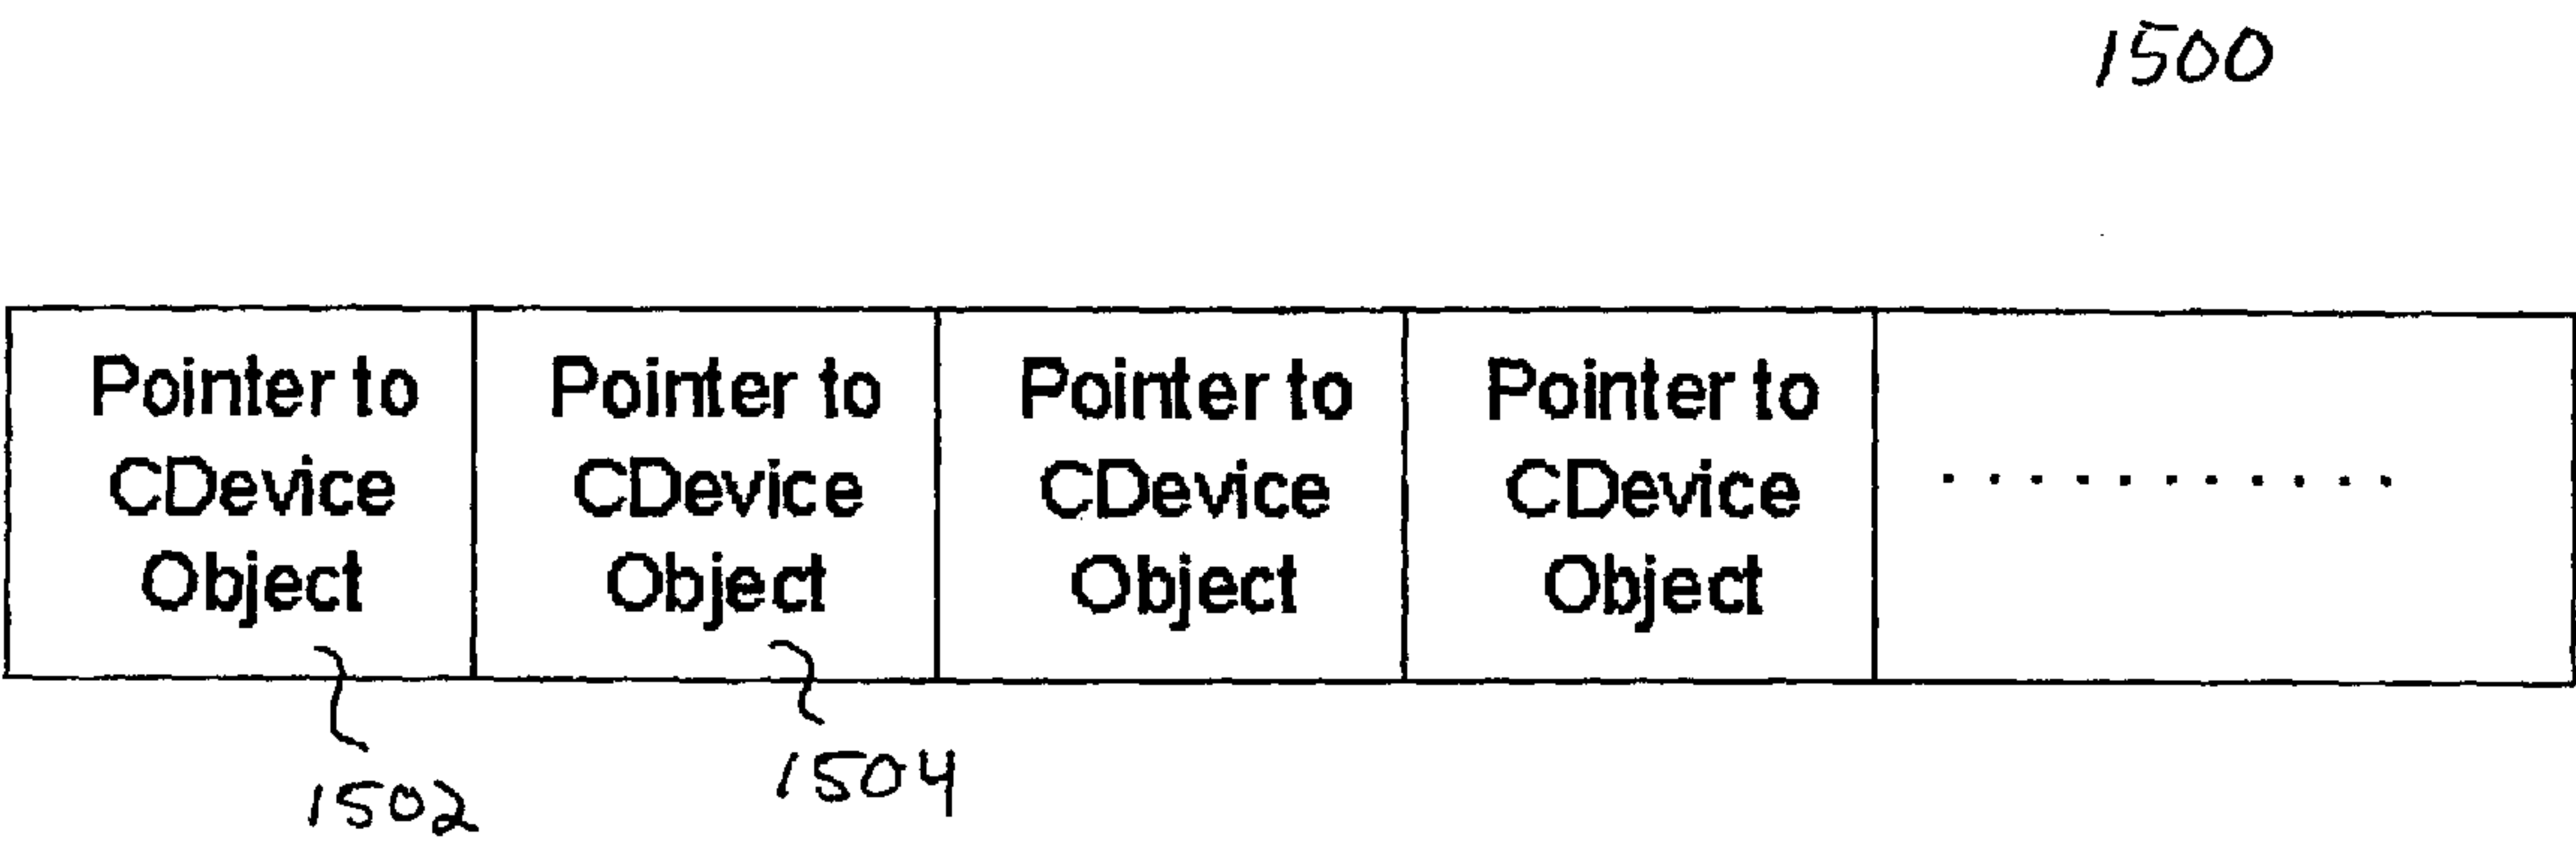 1500
Pointer to
CDevice
Object
Pointer to
CDevice
Object
Pointer to
CDevice
Object
Pointer to
CDevice
Object
...........
1502
1504